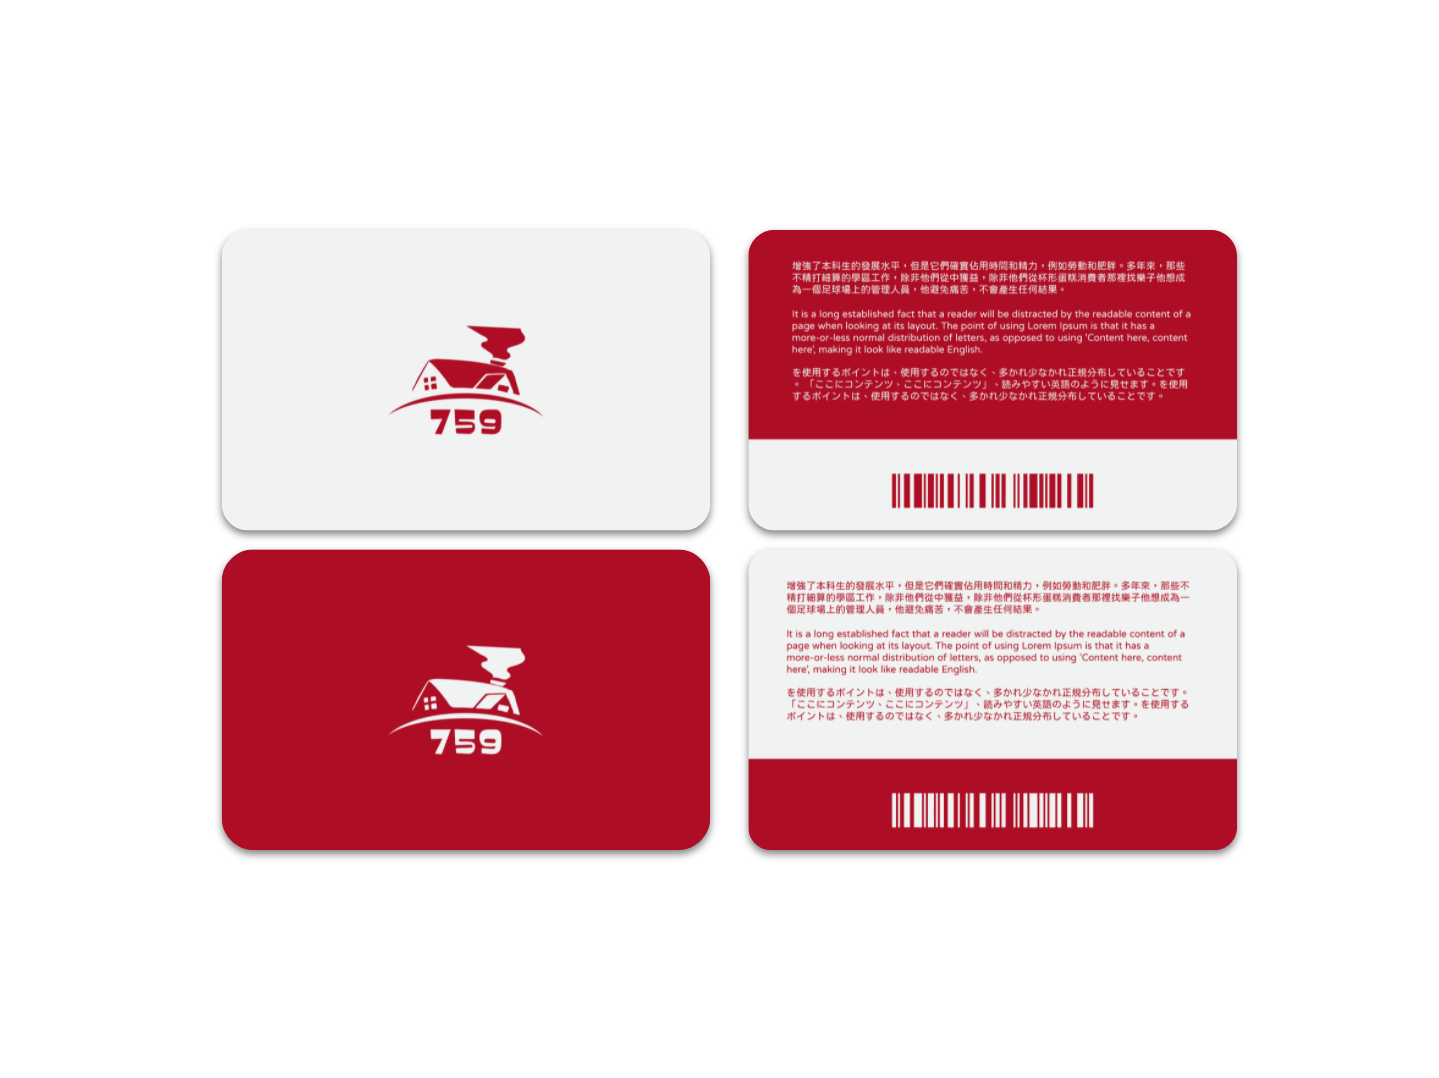 759
增強了本科生的發展水平，但是它們確實佔用時間和精力，例如勞動和肥胖。多年來，那些
不精打細算的學區工作，除非他們從中獲益，除非他們從杯形蛋糕消費者那裡找樂子他想成
為一個足球場上的管理人員，他避免痛苦，不會產生任何結果。
It is a long established fact that a reader will be distracted by the readable content of a
page when looking at its layout. The point of using Lorem Ipsum is that it has a
more-or-less normal distribution of letters, as opposed to using 'Content here, content
here', making it look like readable English.
を使用するポイントは、使用するのではなく、多かれ少なかれ正規分布していることです
。「ここにコンテンツ、ここにコンテンツ」、読みやすい英語のように見せます。を使用
するポイントは、使用するのではなく、多かれ少なかれ正規分布していることです。
759
增強了本科生的發展水平，但是它們確實佔用時間和精力，例如勞動和肥胖。多年來，那些不
精打細算的學區工作，除非他們從中獲益，除非他們從杯形蛋糕消費者那裡找樂子他想成為一
個足球場上的管理人員，他避免痛苦，不會產生任何結果。
It is a long established fact that a reader will be distracted by the readable content of a
page when looking at its layout. The point of using Lorem Ipsum is that it has a
more-or-less normal distribution of letters, as opposed to using 'Content here, content
here', making it look like readable English.
を使用するポイントは、使用するのではなく、多かれ少なかれ正規分布していることです。
「ここにコンテンツ、ここにコンテンツ」、読みやすい英語のように見せます。を使用する
ポイントは、使用するのではなく、多かれ少なかれ正規分布していることです。